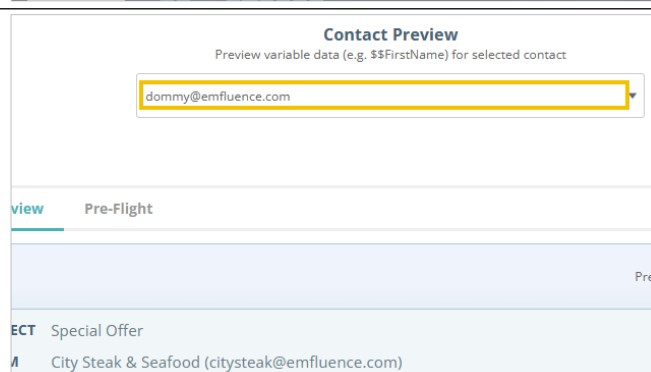 Contact Preview
Preview variable data (e.g. $$FirstName) for selected contact
dommy@emfluence.com
view Pre-Flight
Pre
ECT Special Offer
M City Steak & Seafood (citysteak@emfluence.com)